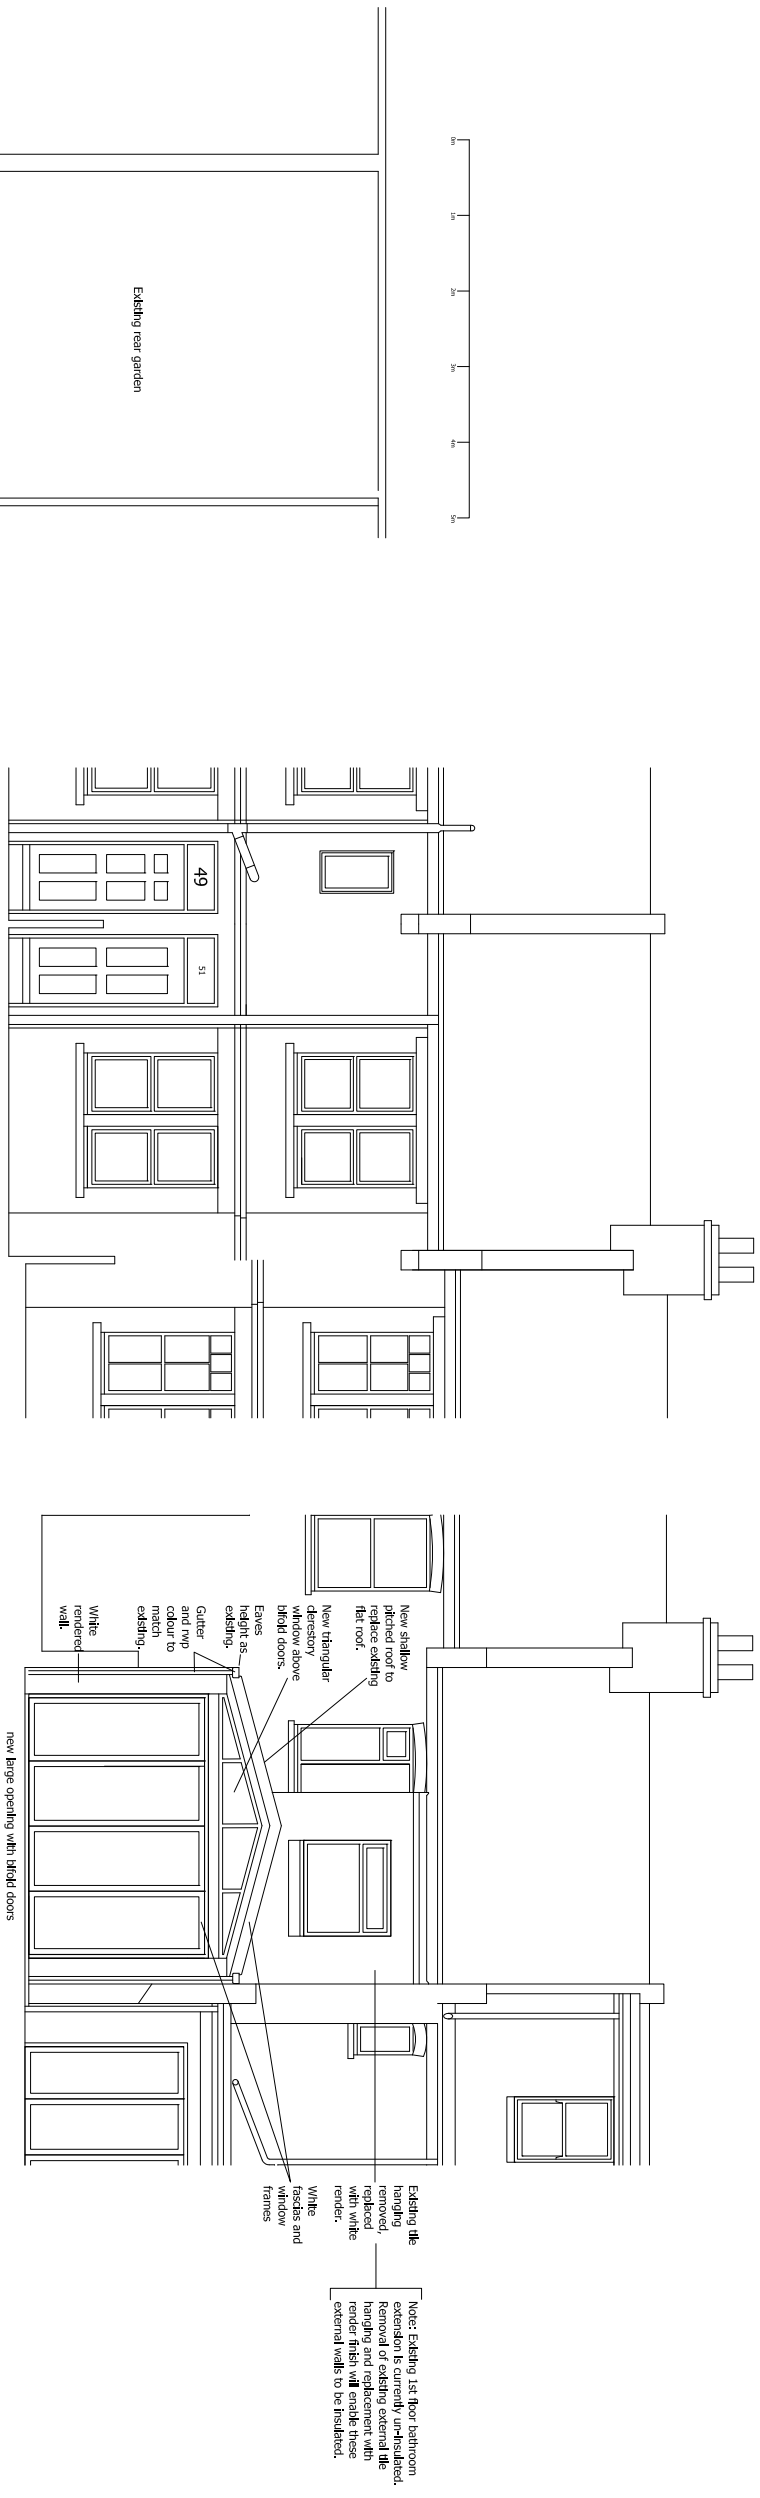 0m
1m
2m
3m
4m
5m
Existing rear garden
49
51
New shallow
pitched roof to
replace existing
flat roof.
New triangular
clerestory
window above
bifold doors.
Eaves
height as
existing.
Gutter
and rwp
colour to
match
existing.
White
rendered
wall.
new large opening with bifold doors
Existing tile
hanging
removed,
replaced
with white
render.
White
fascias and
window
frames
Note: Existing 1st floor bathroom
extension is currently un-insulated.
Removal of existing external tile
hanging and replacement with
render finish will enable these
external walls to be insulated.